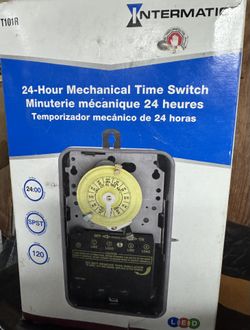 T101R
INTERMATIC
24-Hour Mechanical Time Switch
Minuterie mécanique 24 heures
Temporizador mecánico de 24 horas
24:00
SPST
120